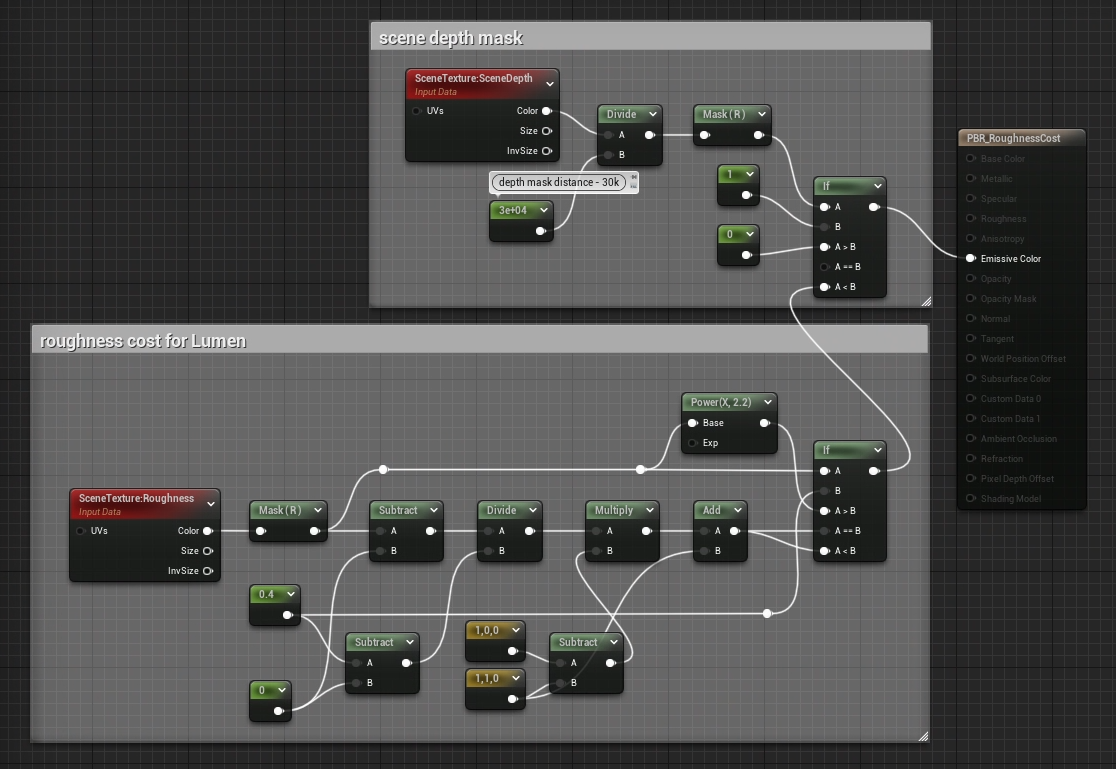 scene depth mask
SceneTexture:SceneDepth
Input Data
UVs
Color
Size
InvSize
Divide
A
B
Mask ( R )
depth mask distance - 30k
3e+04
1
0
If
A
B
A > B
A == B
A < B
PBR_RoughnessCost
Base Color
Metallic
Specular
Roughness
Anisotropy
Emissive Color
Opacity
Opacity Mask
Normal
Tangent
World Position Offset
Subsurface Color
Custom Data 0
Custom Data 1
Ambient Occlusion
Refraction
Pixel Depth Offset
Shading Model
roughness cost for Lumen
Power(X, 2.2)
Base
Exp
If
A
B
A > B
A == B
A < B
SceneTexture:Roughness
Input Data
UVs
Color
Size
InvSize
Mask ( R )
Subtract
A
B
Divide
A
B
Multiply
A
B
Add
A
B
0.4
Subtract
A
B
0
1,0,0
1,1,0
Subtract
A
B